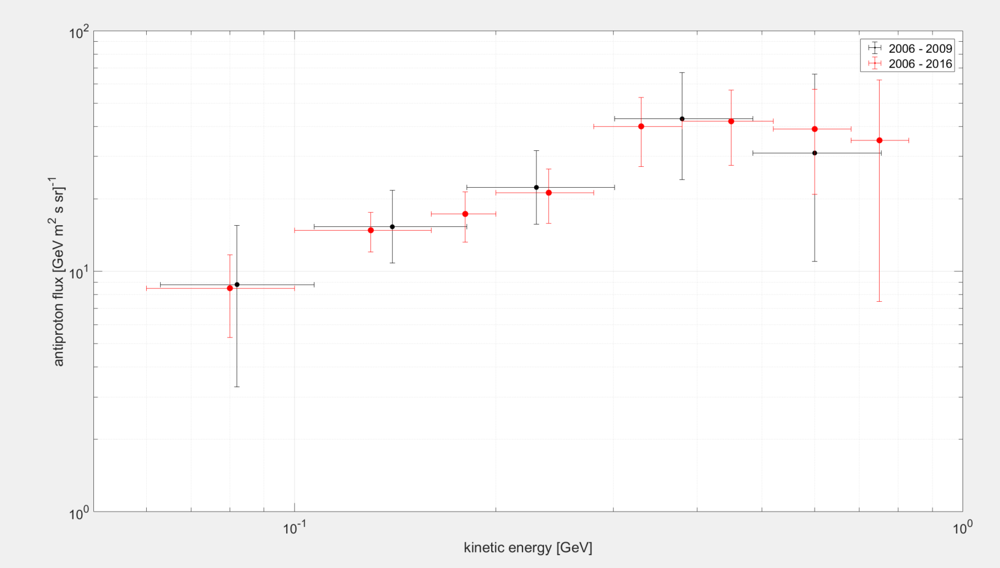 10^2
2006 - 2009
2006 - 2016
antiproton flux [GeV m^2 s sr]^-1
10^1
10^0
10^-1
10^0
kinetic energy [GeV]